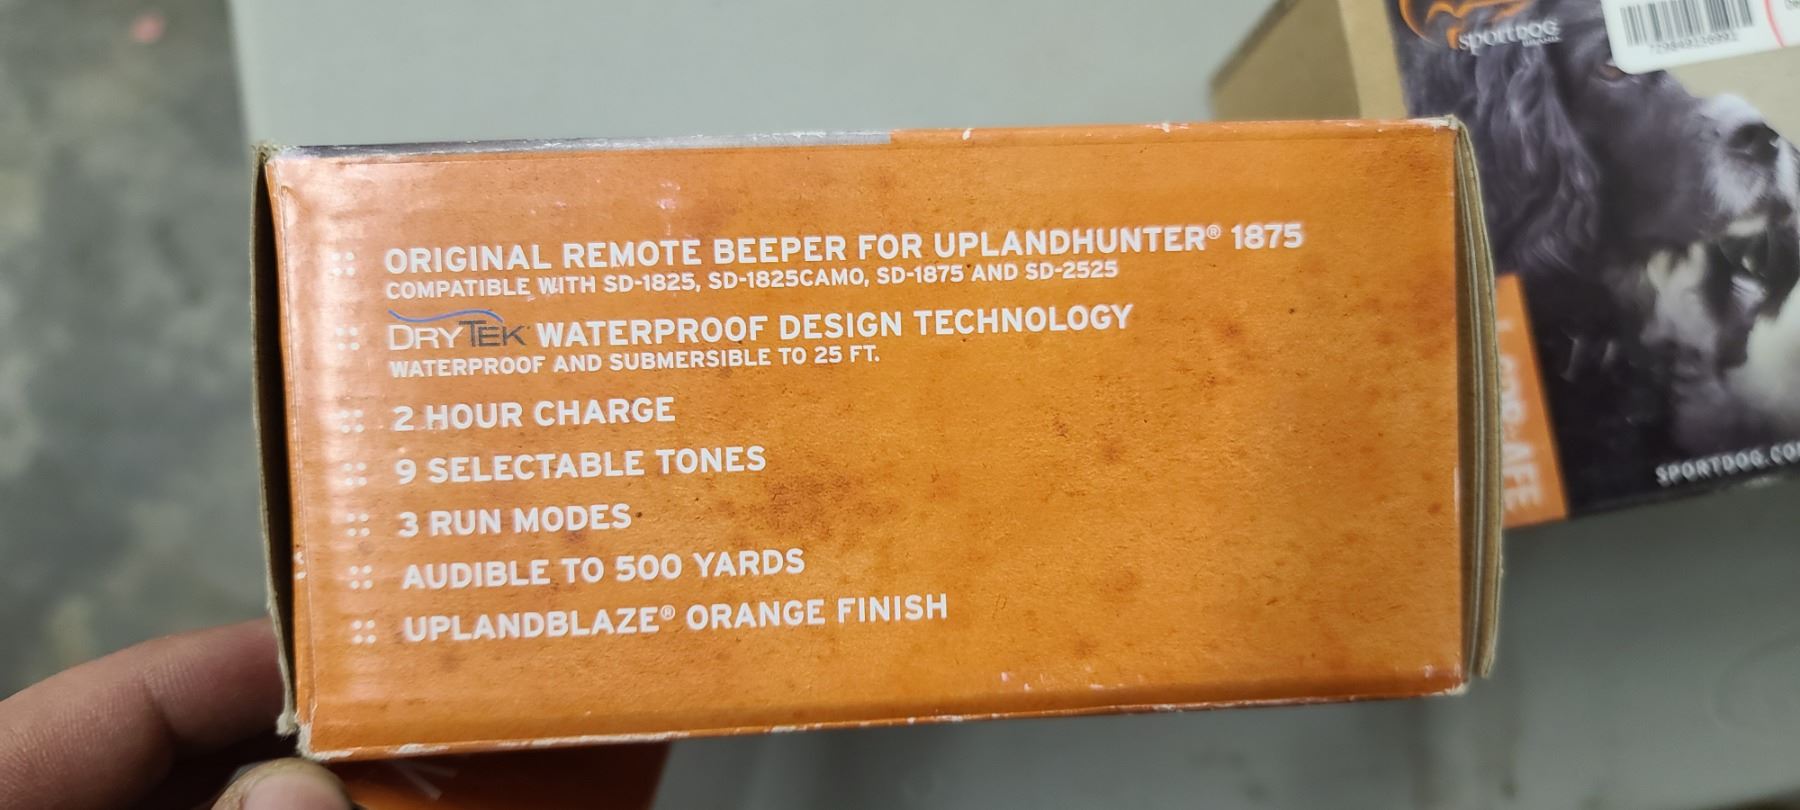 ORIGINAL REMOTE BEEPER FOR UPLANDHUNTER® 1875
COMPATIBLE WITH SD-1825, SD-1825CAMO, SD-1875 AND SD-2525
DRYTEK WATERPROOF DESIGN TECHNOLOGY
WATERPROOF AND SUBMERSIBLE TO 25 FT.
2 HOUR CHARGE
9 SELECTABLE TONES
3 RUN MODES
AUDIBLE TO 500 YARDS
UPLANDBLAZE® ORANGE FINISH
SPORTDOG
SPORTDOG.CO